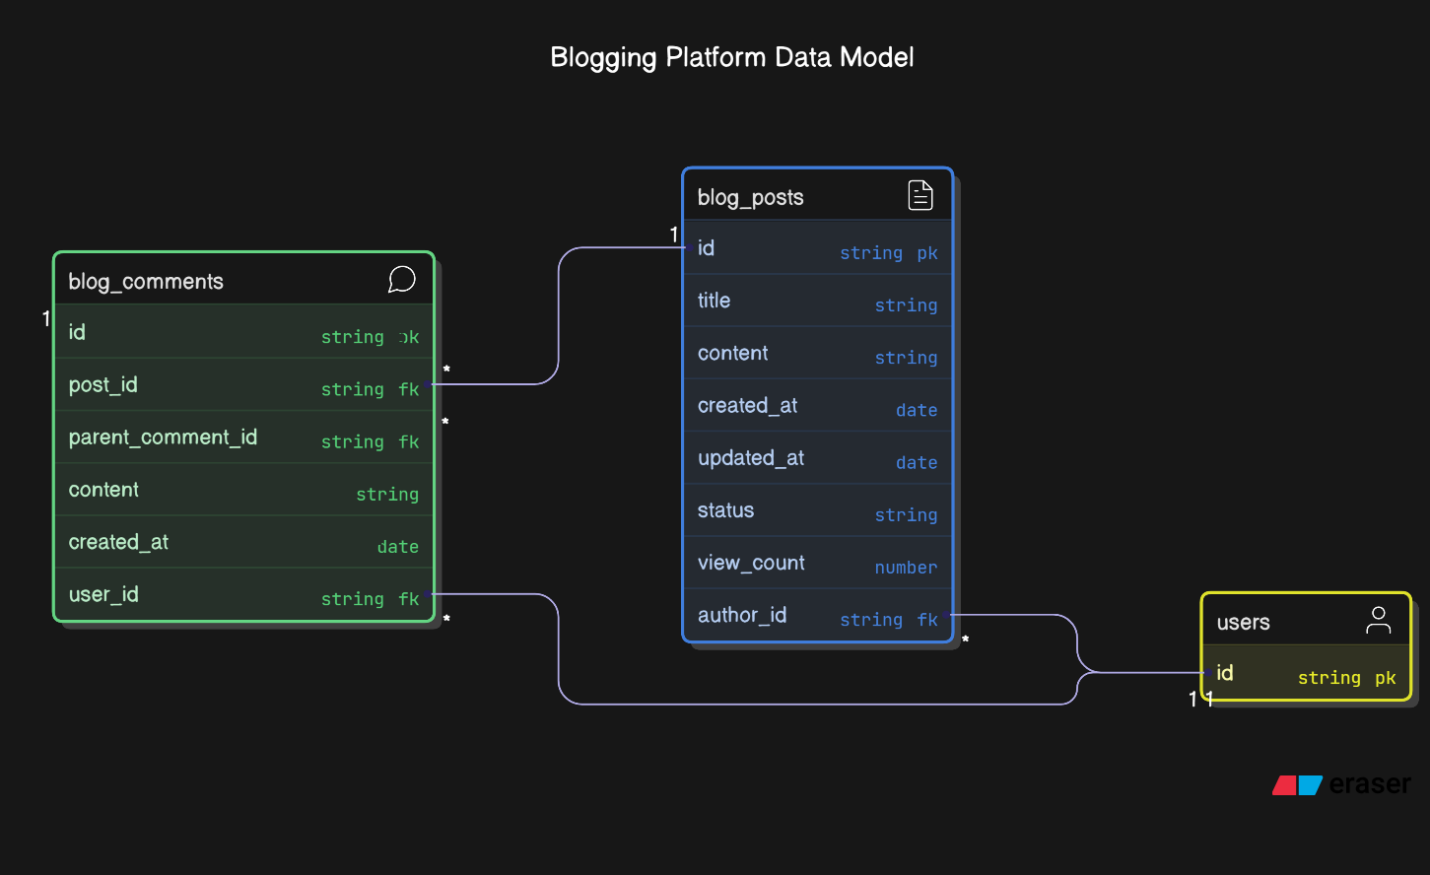 Blogging Platform Data Model
blog_comments
1
id string pk
post_id string fk
*
parent_comment_id string fk
*
content string
created_at date
user_id string fk
*
blog_posts
1
id string pk
title string
content string
created_at date
updated_at date
status string
view_count number
author_id string fk
*
users
id string pk
1 1
eraser